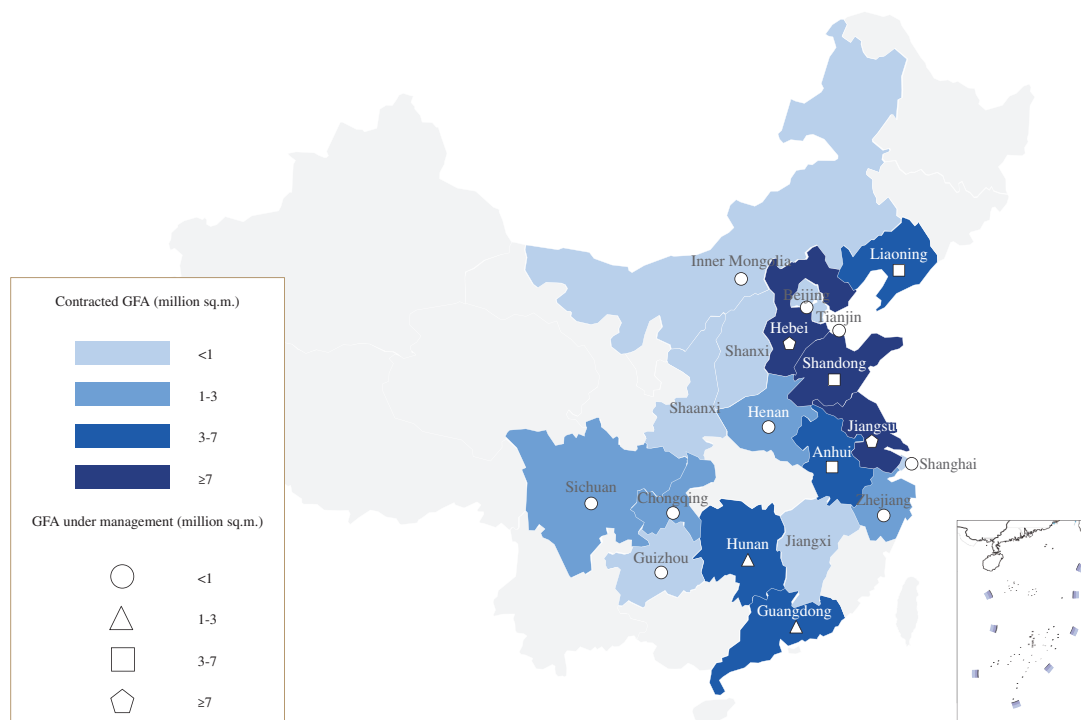 Contracted GFA (million sq.m.)
<1
1-3
3-7
≥7
GFA under management (million sq.m.)
<1
1-3
3-7
≥7
Liaoning
Inner Mongolia
Beijing
Tianjin
Hebei
Shanxi
Shandong
Shaanxi
Henan
Jiangsu
Anhui
Shanghai
Sichuan
Chongqing
Zhejiang
Hunan
Jiangxi
Guizhou
Guangdong